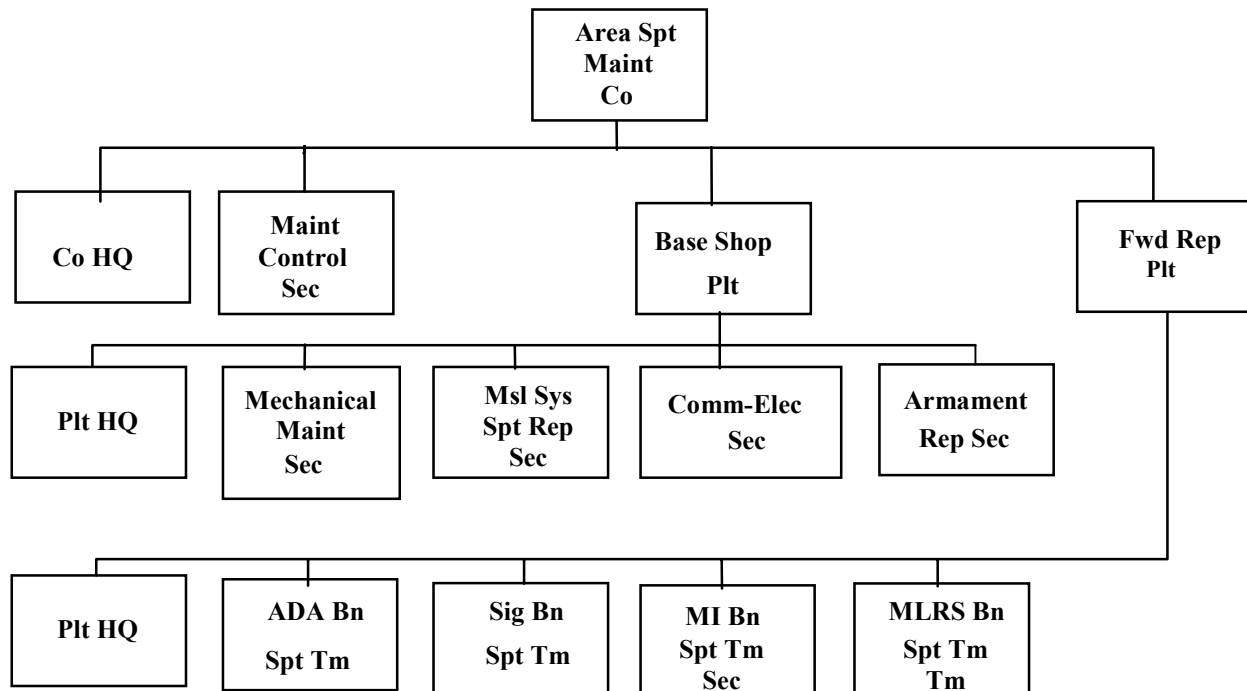 Area Spt
Maint
Co
Co HQ
Maint
Control
Sec
Base Shop
Plt
Fwd Rep
Plt
Plt HQ
Mechanical
Maint
Sec
Msl Sys
Spt Rep
Sec
Comm-Elec
Sec
Armament
Rep Sec
Plt HQ
ADA Bn
Spt Tm
Sig Bn
Spt Tm
MI Bn
Spt Tm
Sec
MLRS Bn
Spt Tm
Tm